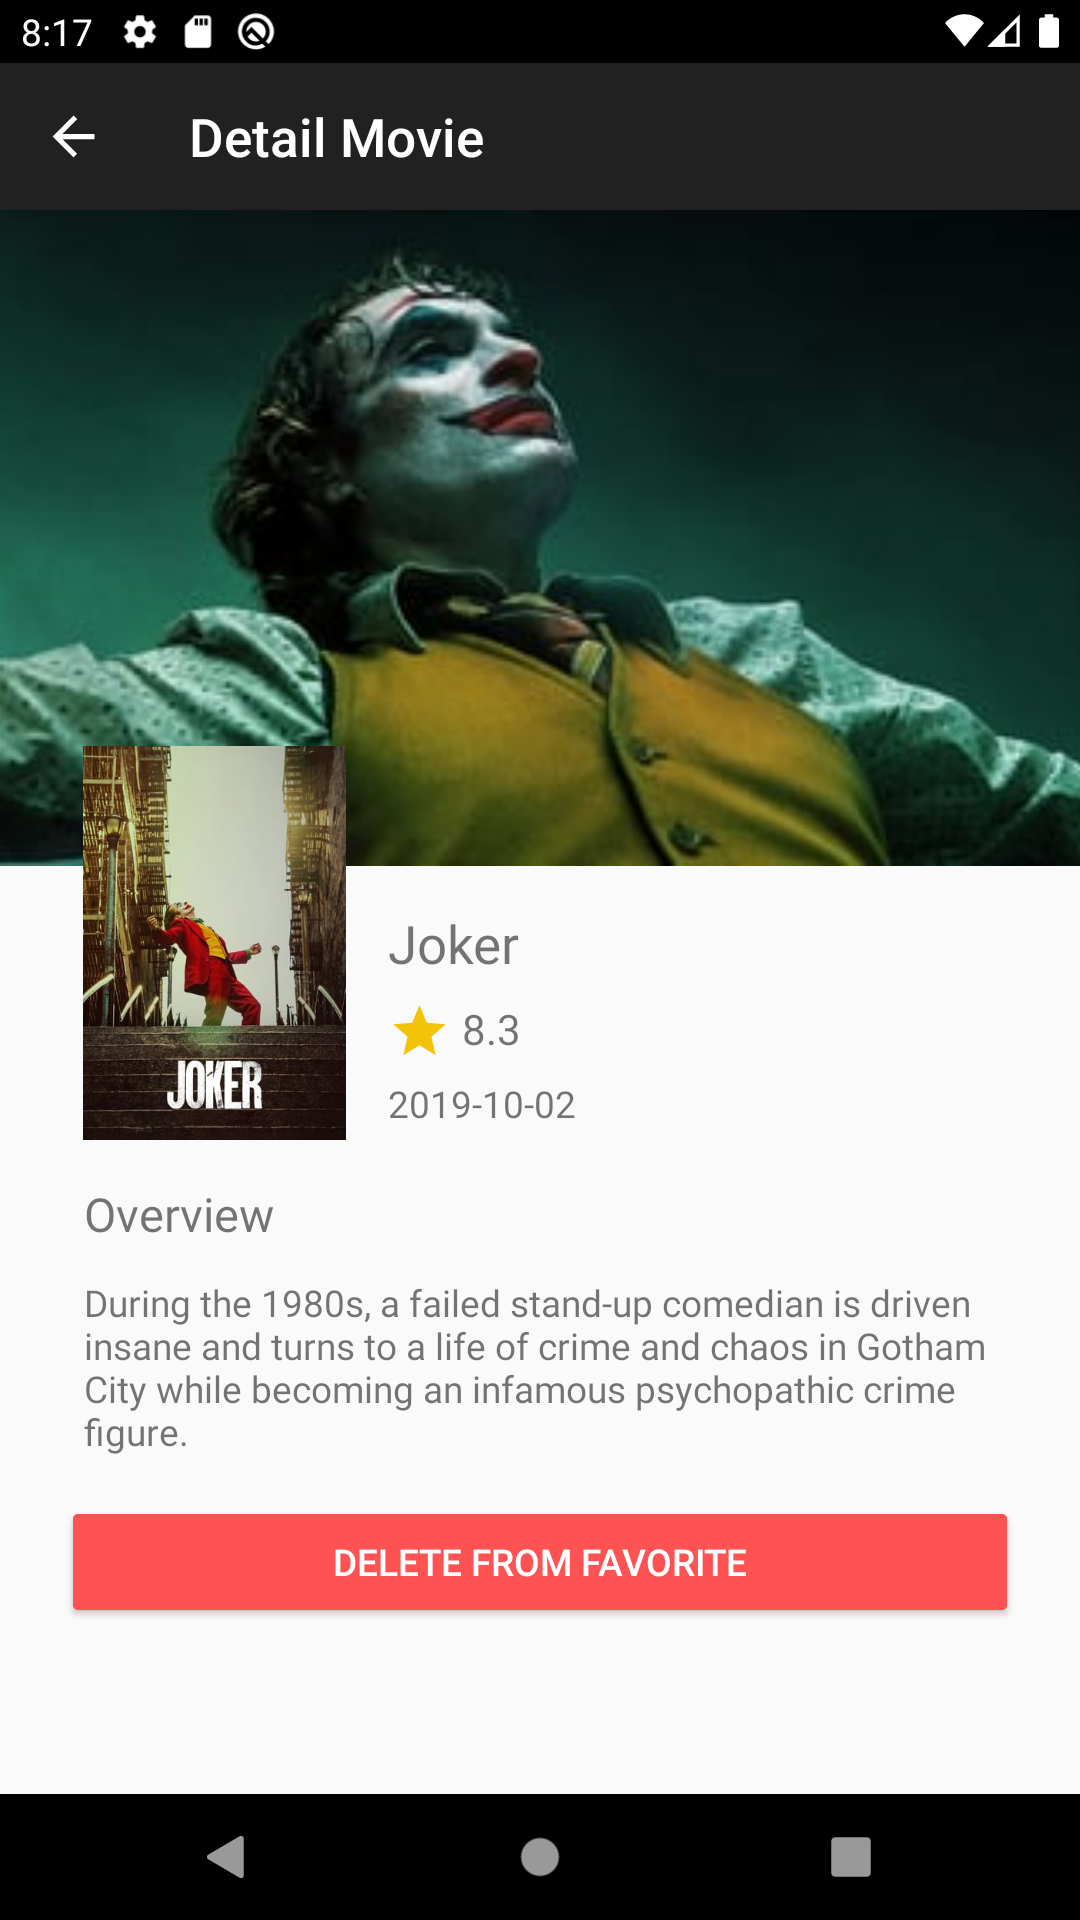 8:17
Detail Movie
JOKER
Joker
8.3
2019-10-02
Overview
During the 1980s, a failed stand-up comedian is driven
insane and turns to a life of crime and chaos in Gotham
City while becoming an infamous psychopathic crime
figure.
DELETE FROM FAVORITE